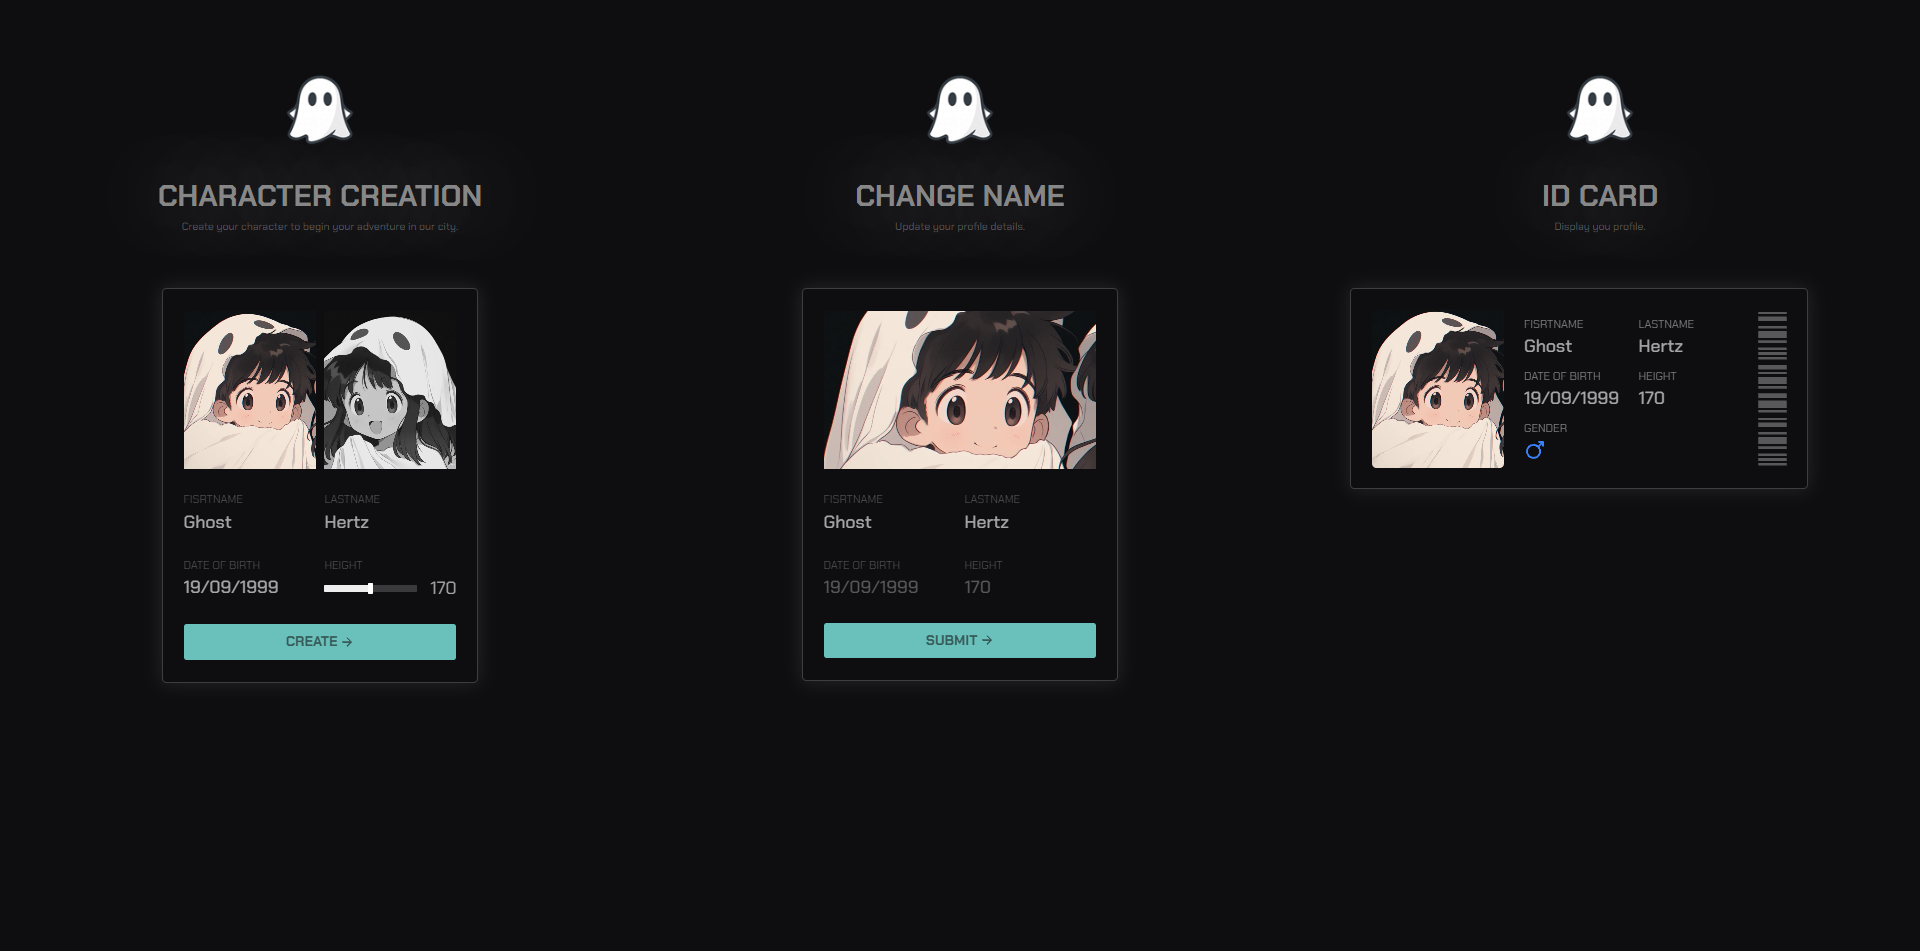 CHARACTER CREATION
Create your character to begin your adventure in our city.
FISRTNAME
LASTNAME
Ghost
Hertz
DATE OF BIRTH
HEIGHT
19/09/1999
170
CREATE →
CHANGE NAME
Update your profile details.
FISRTNAME
LASTNAME
Ghost
Hertz
DATE OF BIRTH
HEIGHT
19/09/1999
170
SUBMIT →
ID CARD
Display you profile.
FISRTNAME
LASTNAME
Ghost
Hertz
DATE OF BIRTH
HEIGHT
19/09/1999
170
GENDER